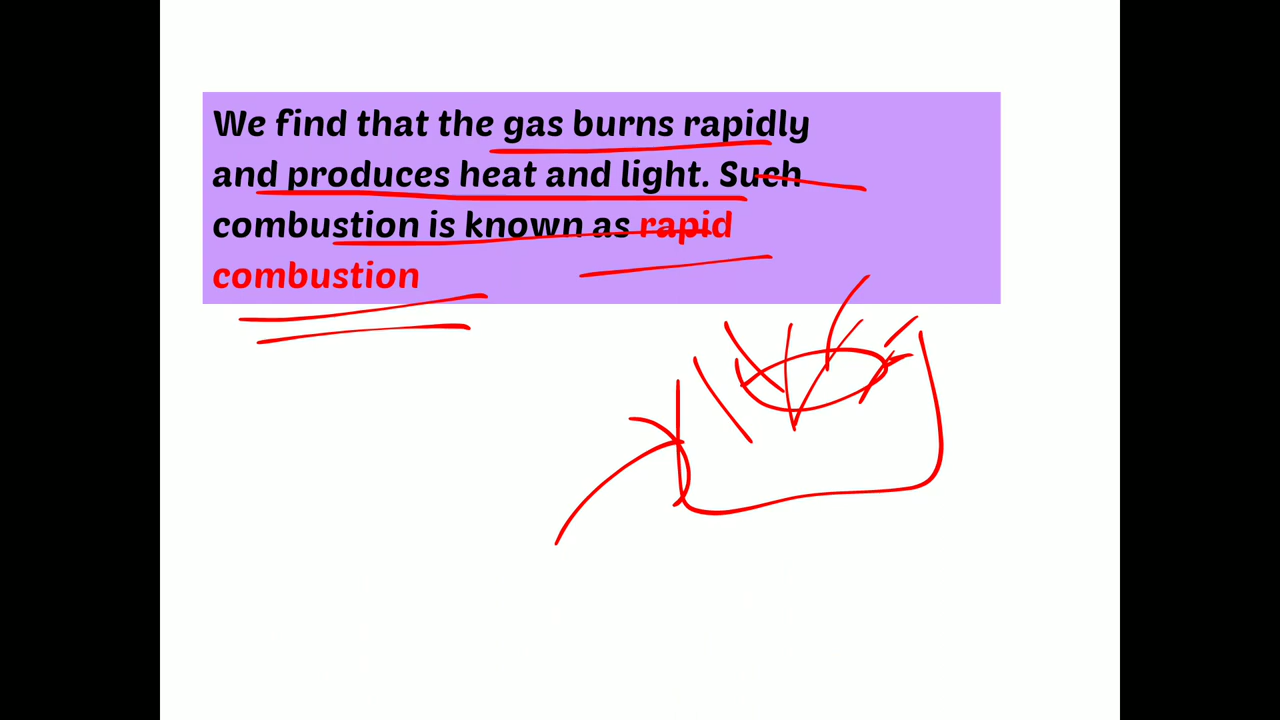 We find that the gas burns rapidly
and produces heat and light. Such
combustion is known as rapid
combustion